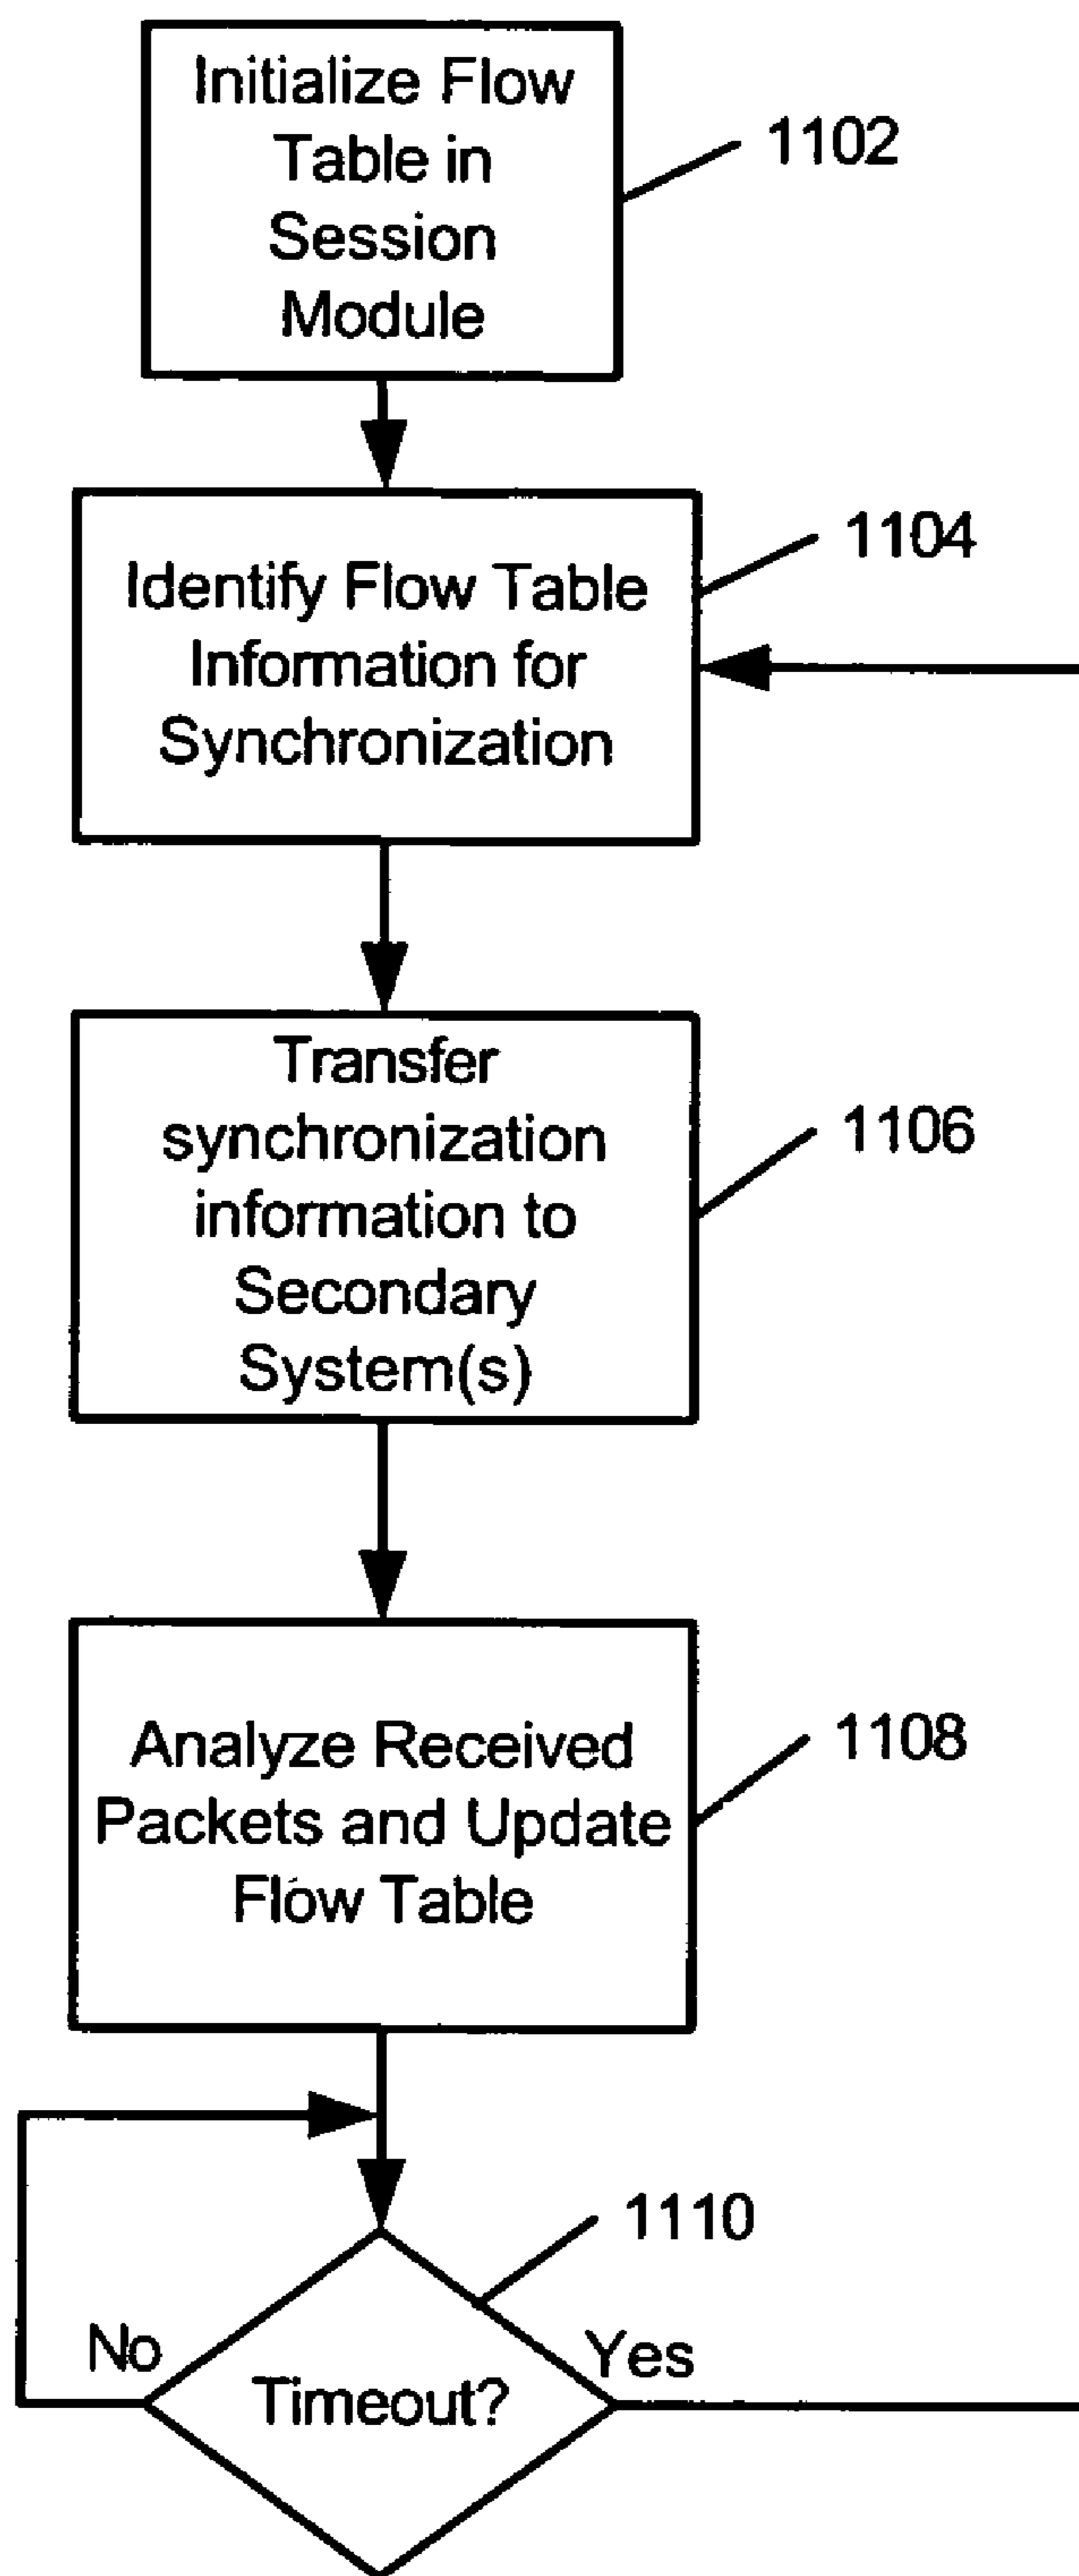 Initialize Flow
Table in
Session
Module
1102
Identify Flow Table
Information for
Synchronization
1104
Transfer
synchronization
information to
Secondary
System(s)
1106
Analyze Received
Packets and Update
Flow Table
1108
1110
No
Yes
Timeout?